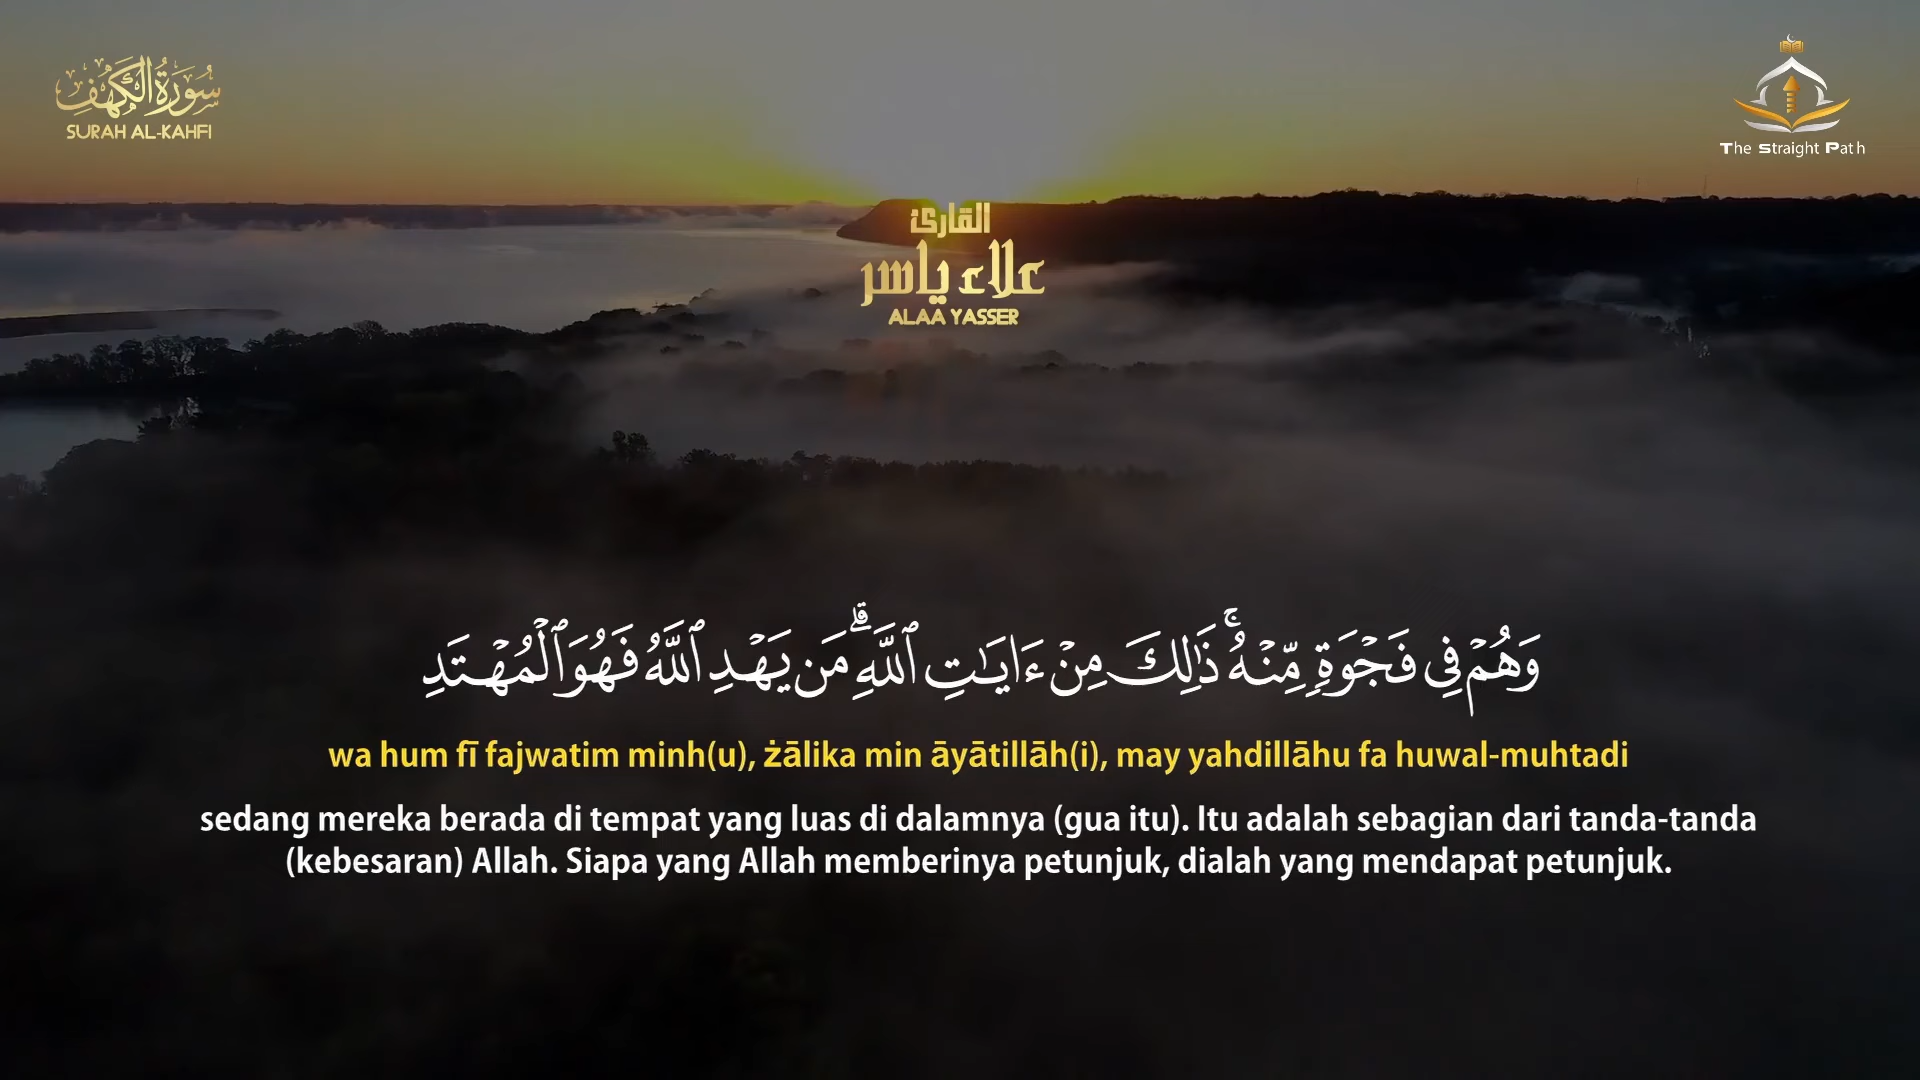 سُورَةُ الْكَهْفِ
SURAH AL-KAHFI
The Straight Path
القارئ
علاء ياسر
ALAA YASSER
وَهُمْ فِى فَجْوَةٍ مِّنْهُ ۚ ذَٰلِكَ مِنْ ءَايَـٰتِ ٱللَّهِ ۗ مَن يَهْدِ ٱللَّهُ فَهُوَ ٱلْمُهْتَدِ
wa hum fī fajwatim minh(u), żālika min āyātillāh(i), may yahdillāhu fa huwal-muhtadi
sedang mereka berada di tempat yang luas di dalamnya (gua itu). Itu adalah sebagian dari tanda-tanda
(kebesaran) Allah. Siapa yang Allah memberinya petunjuk, dialah yang mendapat petunjuk.